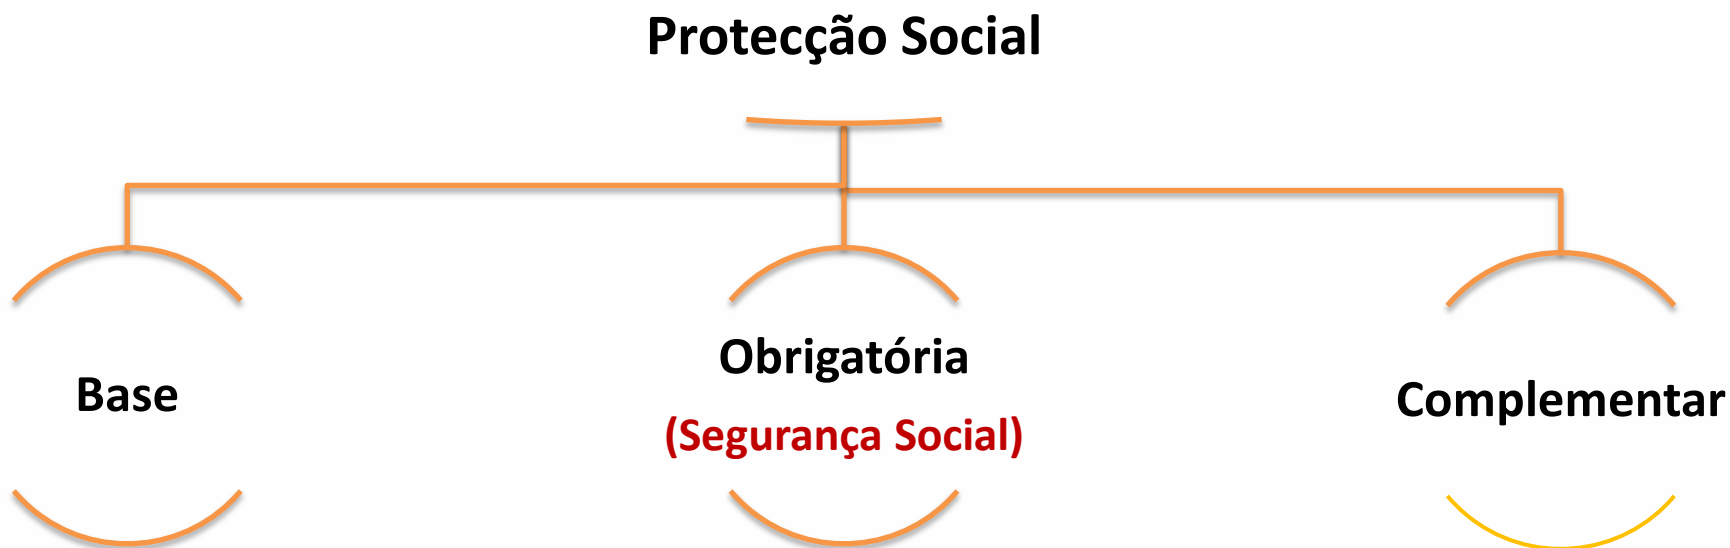 Protecção Social
Base
Obrigatória
(Segurança Social)
Complementar